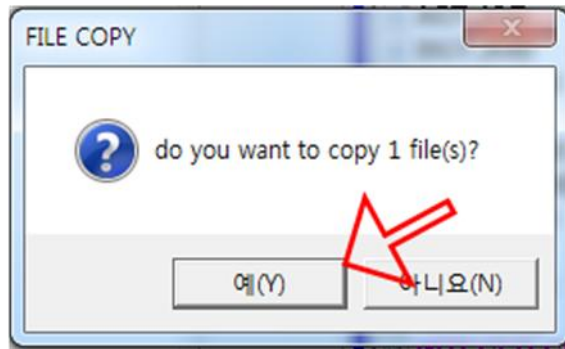 FILE COPY
do you want to copy 1 file(s)?
예(Y)
아니요(N)